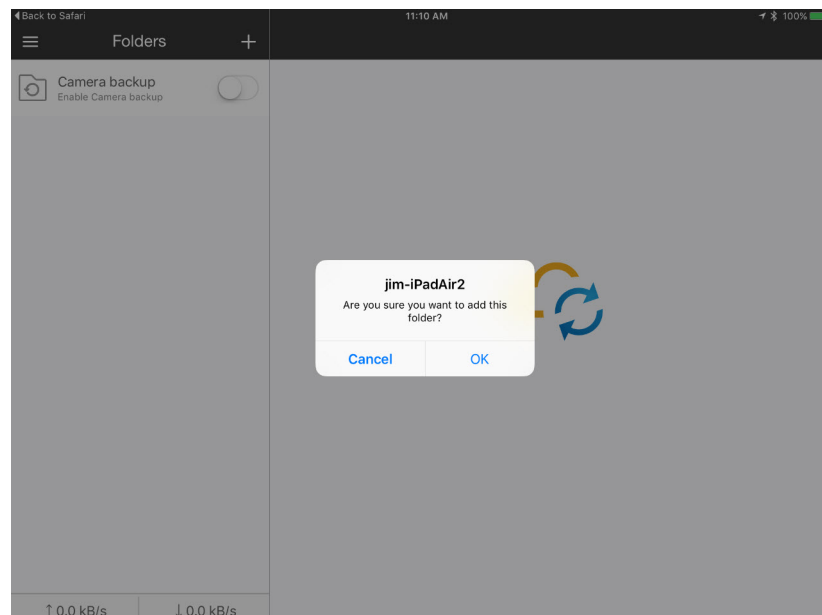 Back to Safari
11:10 AM
100%
Folders
+
Camera backup
Enable Camera backup
jim-iPadAir2
Are you sure you want to add this
folder?
Cancel
OK
↑ 0.0 kB/s
↓ 0.0 kB/s